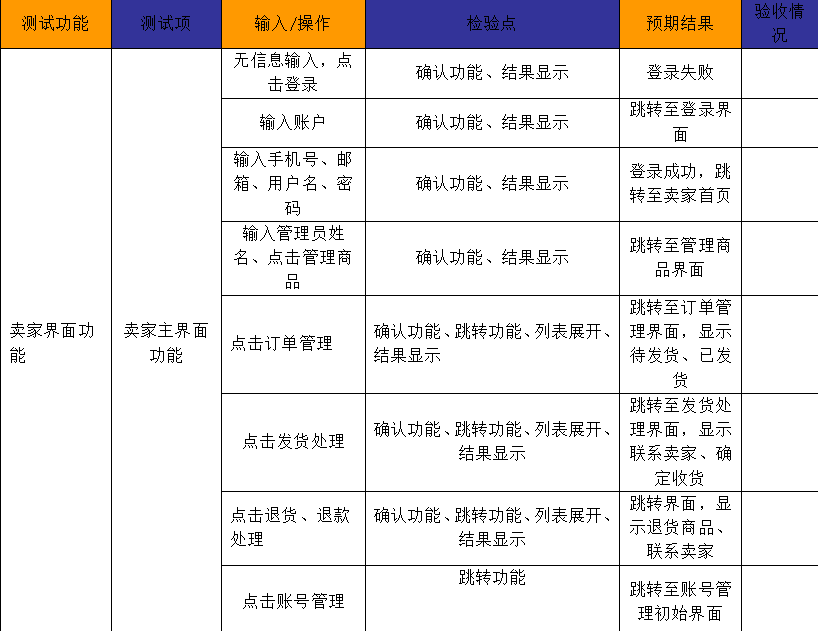 测试功能
测试项
输入/操作
检验点
预期结果
验收情
况
卖家界面功
能
卖家主界面
功能
无信息输入，点
击登录
确认功能、结果显示
登录失败
输入账户
确认功能、结果显示
跳转至登录界
面
输入手机号、邮
箱、用户名、密
码
确认功能、结果显示
登录成功，跳
转至卖家首页
输入管理员姓
名、点击管理商
品
确认功能、结果显示
跳转至管理商
品界面
点击订单管理
确认功能、跳转功能、列表展开、
结果显示
跳转至订单管
理界面，显示
待发货、已发
货
点击发货处理
确认功能、跳转功能、列表展开、
结果显示
跳转至发货处
理界面，显示
联系卖家、确
定收货
点击退货、退款
处理
确认功能、跳转功能、列表展开、
结果显示
跳转界面，显
示退货商品、
联系卖家
点击账号管理
跳转功能
跳转至账号管
理初始界面